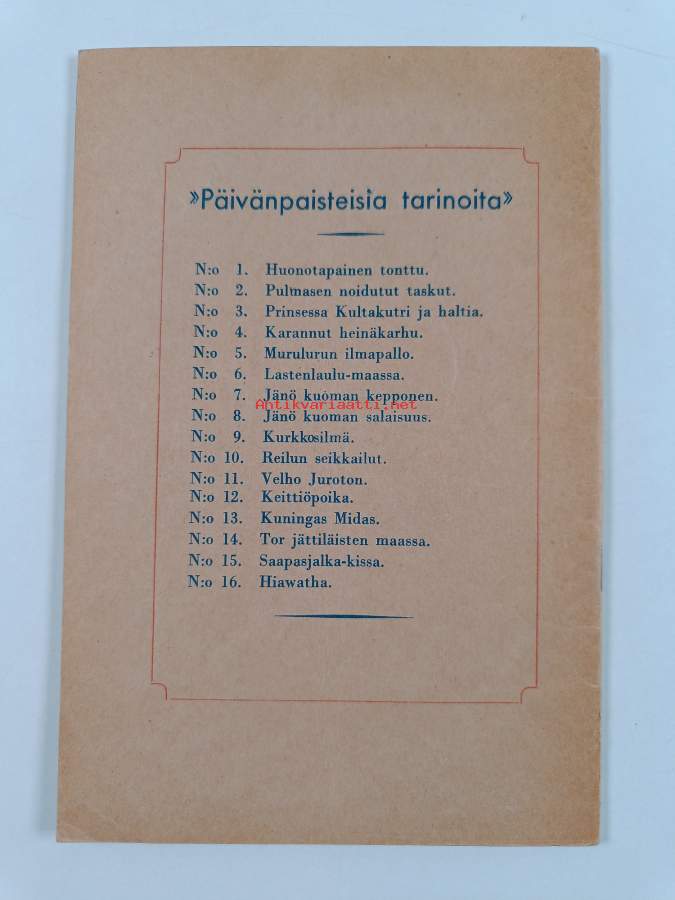 »Päivänpaisteisia tarinoita»
N:o 1. Huonotapainen tonttu.
N:o 2. Pulmasen noidutut taskut.
N:o 3. Prinsessa Kultakutri ja haltia.
N:o 4. Karannut heinäkarhu.
N:o 5. Murulurun ilmapallo.
N:o 6. Lastenlaulu-maassa.
N:o 7. Jänö kuoman kepponen.
Antikvariaatti.net
N:o 8. Jänö kuoman salaisuus.
N:o 9. Kurkkosilmä.
N:o 10. Reilun seikkailut.
N:o 11. Velho Juroton.
N:o 12. Keittiöpoika.
N:o 13. Kuningas Midas.
N:o 14. Tor jättiläisten maassa.
N:o 15. Saapasjalka-kissa.
N:o 16. Hiawatha.